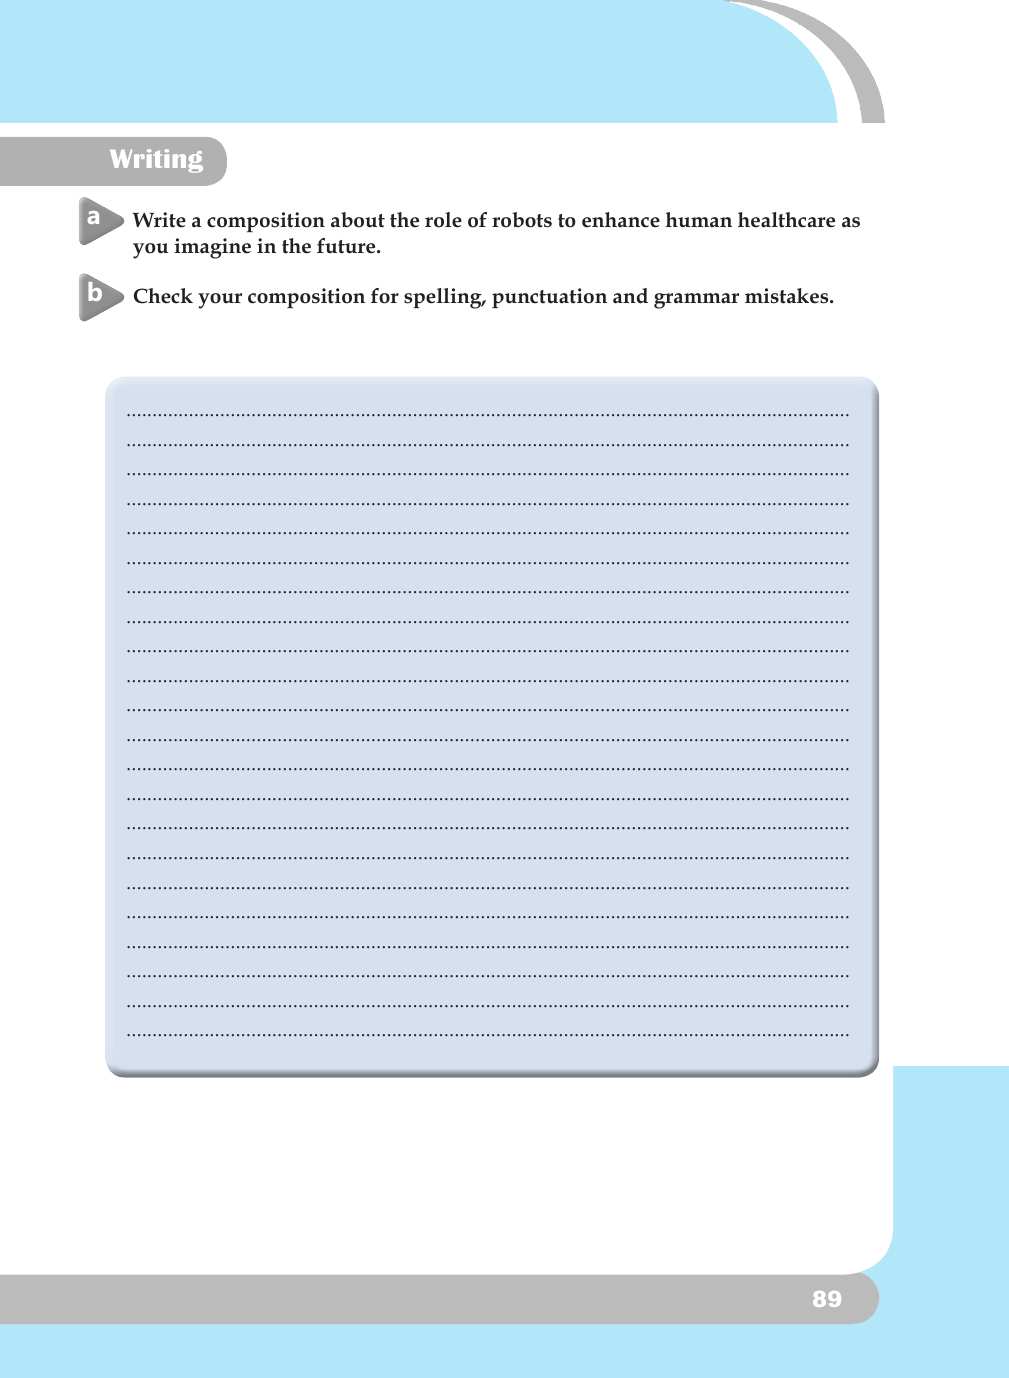 Writing
a
Write a composition about the role of robots to enhance human healthcare as
you imagine in the future.
b
Check your composition for spelling, punctuation and grammar mistakes.
89